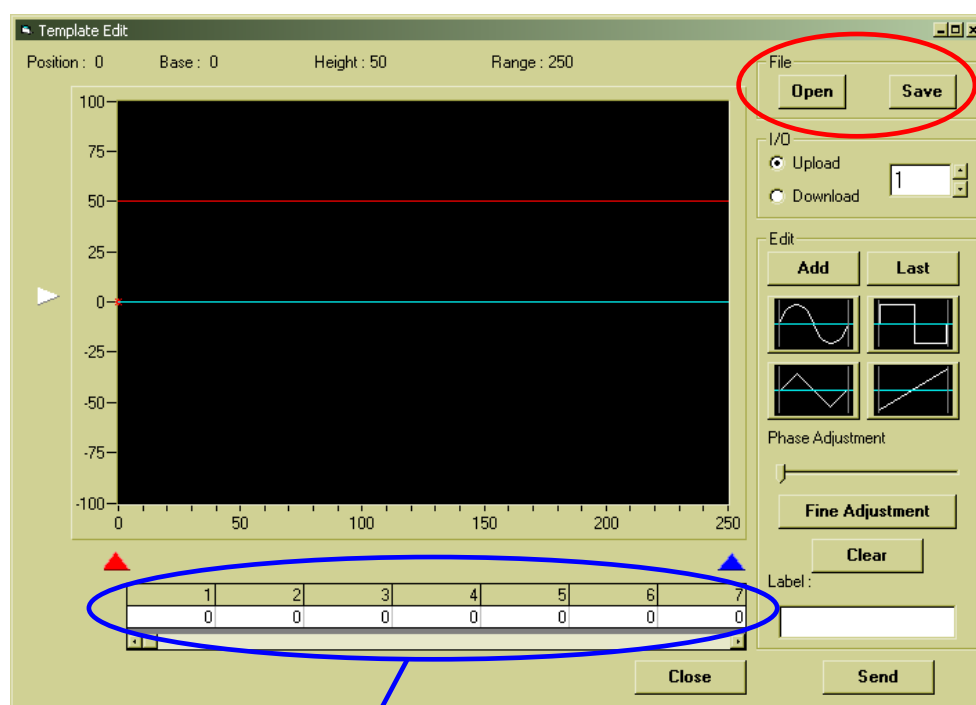 Template Edit
Position : 0 Base : 0 Height : 50 Range : 250
File
Open Save
I/O
Upload
Download
1
Edit
Add Last
Phase Adjustment
Fine Adjustment
Clear
Label :
100
75
50
25
0
-25
-50
-75
-100
0 50 100 150 200 250
1 2 3 4 5 6 7
0 0 0 0 0 0 0
Close Send